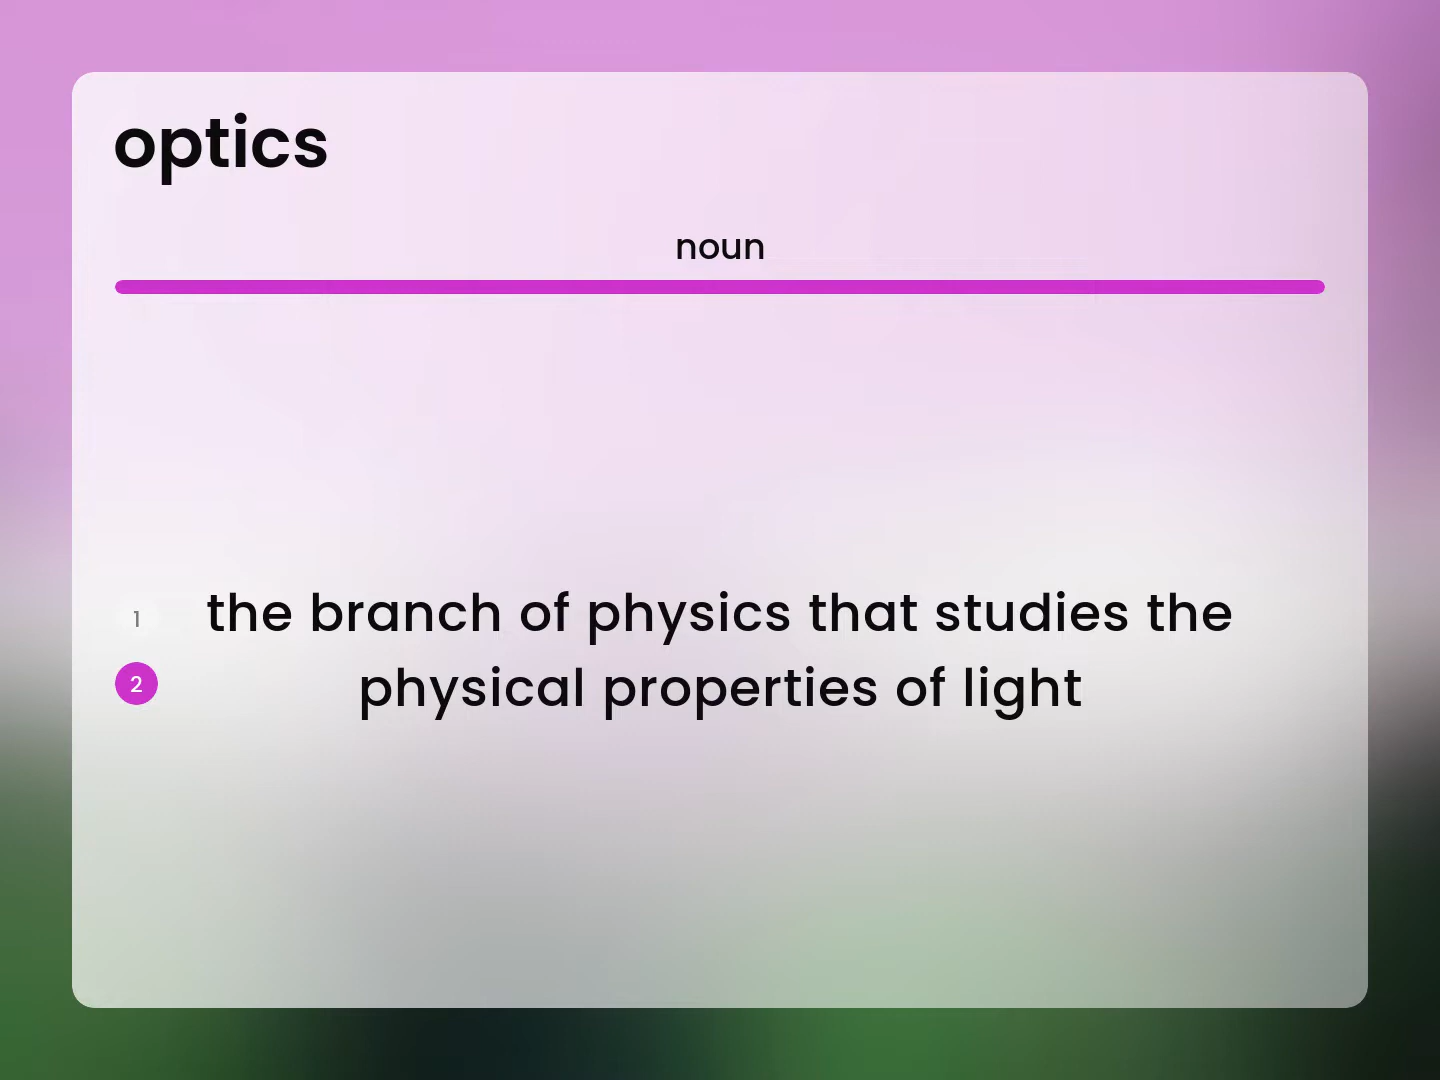 optics
noun
1
the branch of physics that studies the
2
physical properties of light